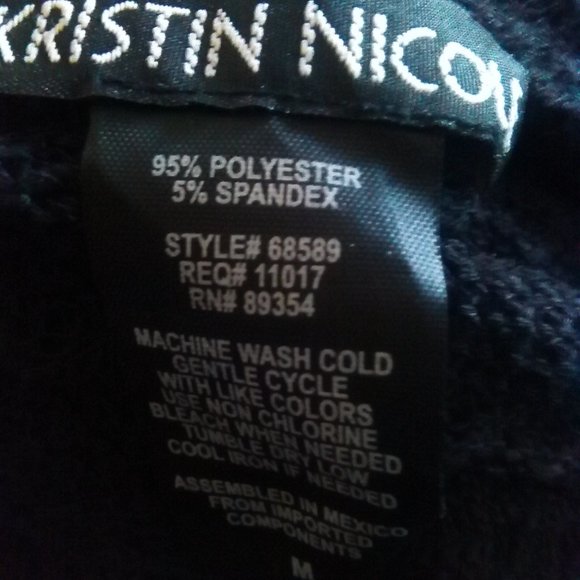 KRISTIN NICOLE
95% POLYESTER
5% SPANDEX
STYLE# 68589
REQ# 11017
RN# 89354
MACHINE WASH COLD
GENTLE CYCLE
WITH LIKE COLORS
USE NON CHLORINE
BLEACH WHEN NEEDED
TUMBLE DRY LOW
COOL IRON IF NEEDED
ASSEMBLED IN MEXICO
FROM IMPORTED
COMPONENTS
M